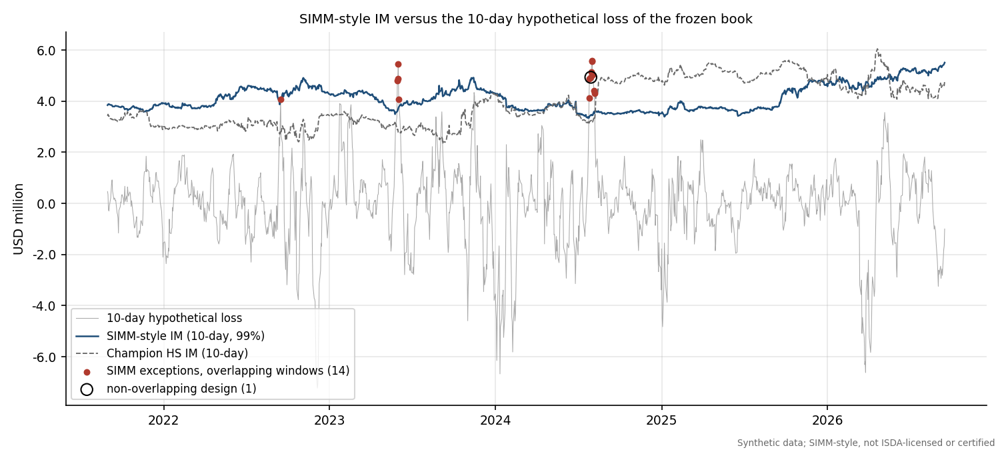 SIMM-style IM versus the 10-day hypothetical loss of the frozen book
USD million
6.0
4.0
2.0
0.0
-2.0
-4.0
-6.0
10-day hypothetical loss
SIMM-style IM (10-day, 99%)
Champion HS IM (10-day)
SIMM exceptions, overlapping windows (14)
non-overlapping design (1)
2022
2023
2024
2025
2026
Synthetic data; SIMM-style, not ISDA-licensed or certified